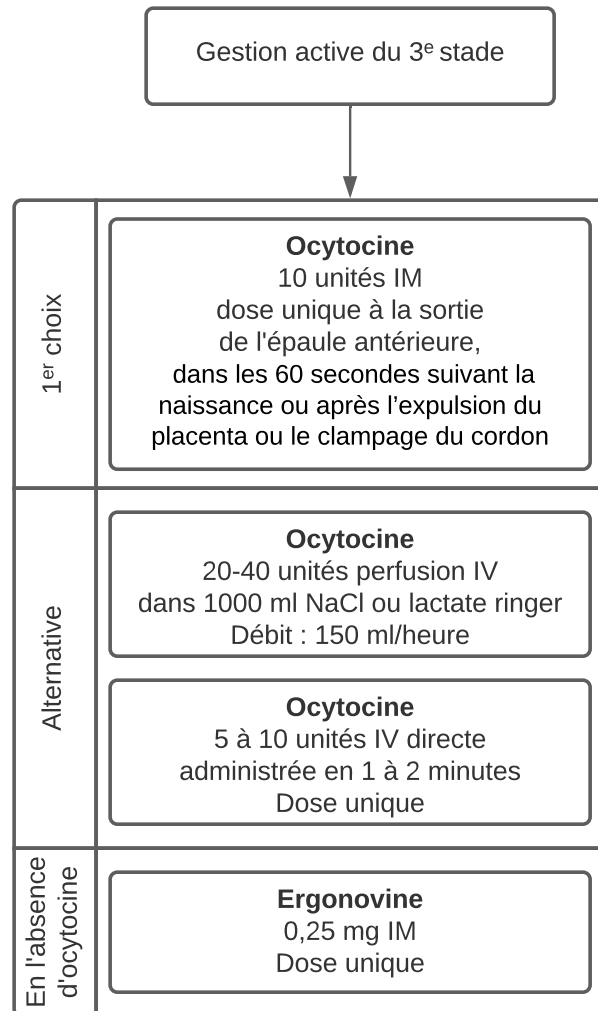 Gestion active du 3e stade
1er choix
Ocytocine
10 unités IM
dose unique à la sortie
de l'épaule antérieure,
dans les 60 secondes suivant la
naissance ou après l’expulsion du
placenta ou le clampage du cordon
Alternative
Ocytocine
20-40 unités perfusion IV
dans 1000 ml NaCl ou lactate ringer
Débit : 150 ml/heure
Ocytocine
5 à 10 unités IV directe
administrée en 1 à 2 minutes
Dose unique
En l'absence
d'ocytocine
Ergonovine
0,25 mg IM
Dose unique